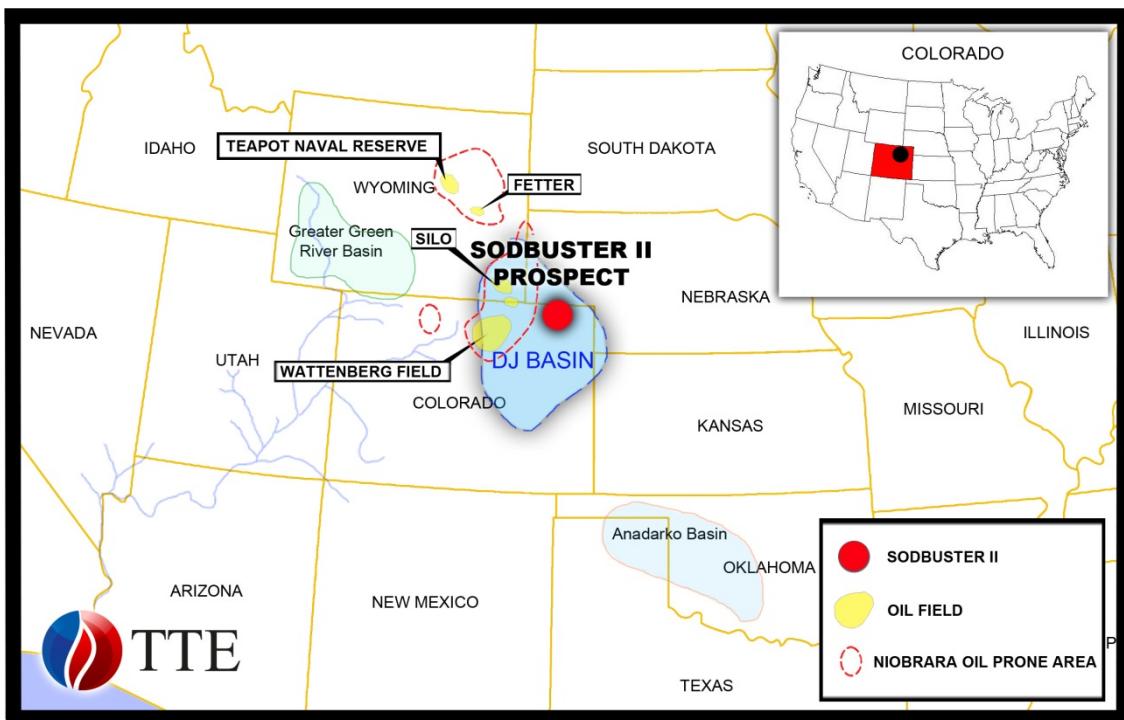 COLORADO
IDAHO
TEAPOT NAVAL RESERVE
SOUTH DAKOTA
WYOMING
FETTER
Greater Green
River Basin
SILO
SODBUSTER II
PROSPECT
NEBRASKA
NEVADA
ILLINOIS
UTAH
WATTENBERG FIELD
DJ BASIN
COLORADO
MISSOURI
KANSAS
Anadarko Basin
OKLAHOMA
ARIZONA
NEW MEXICO
TEXAS
SODBUSTER II
OIL FIELD
NIOBRARA OIL PRONE AREA
TTE